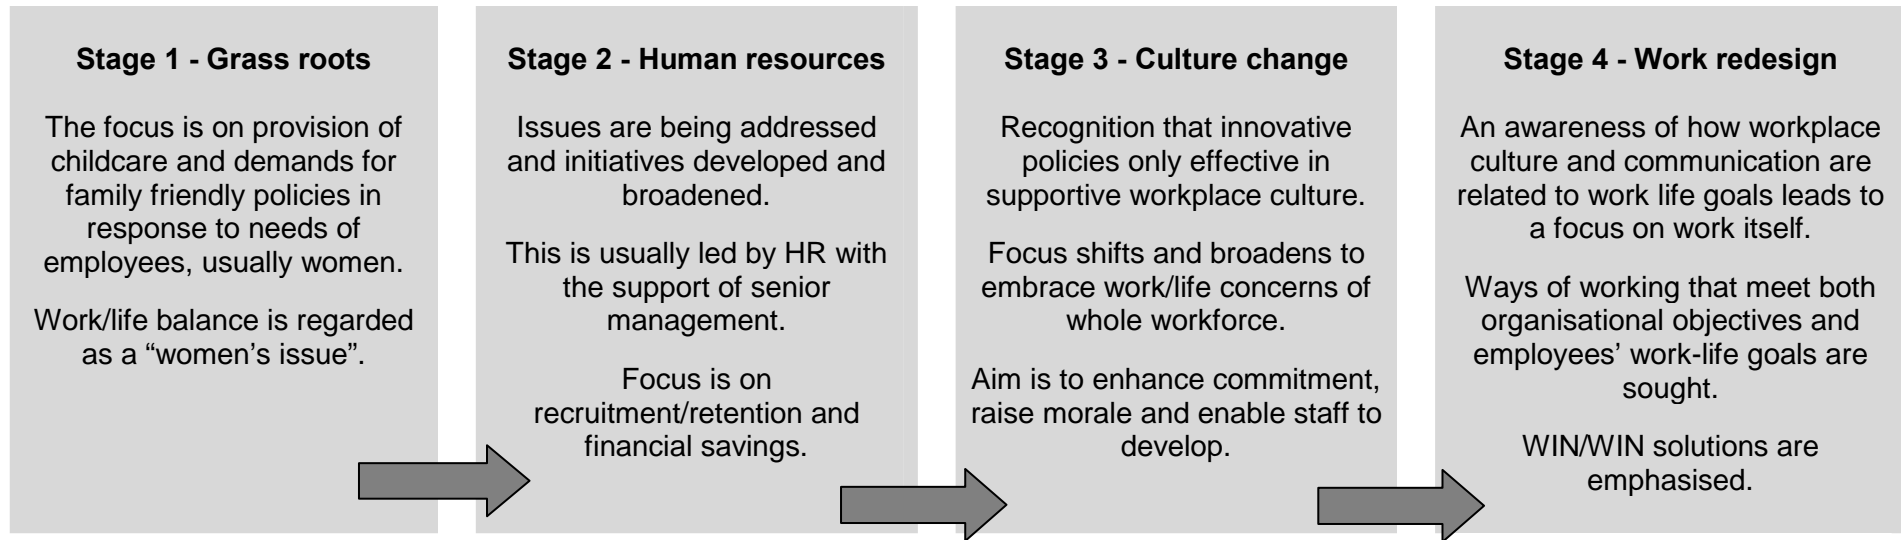 Stage 1 - Grass roots
The focus is on provision of
childcare and demands for
family friendly policies in
response to needs of
employees, usually women.
Work/life balance is regarded
as a “women’s issue”.
Stage 2 - Human resources
Issues are being addressed
and initiatives developed and
broadened.
This is usually led by HR with
the support of senior
management.
Focus is on
recruitment/retention and
financial savings.
Stage 3 - Culture change
Recognition that innovative
policies only effective in
supportive workplace culture.
Focus shifts and broadens to
embrace work/life concerns of
whole workforce.
Aim is to enhance commitment,
raise morale and enable staff to
develop.
Stage 4 - Work redesign
An awareness of how workplace
culture and communication are
related to work life goals leads to
a focus on work itself.
Ways of working that meet both
organisational objectives and
employees’ work-life goals are
sought.
WIN/WIN solutions are
emphasised.